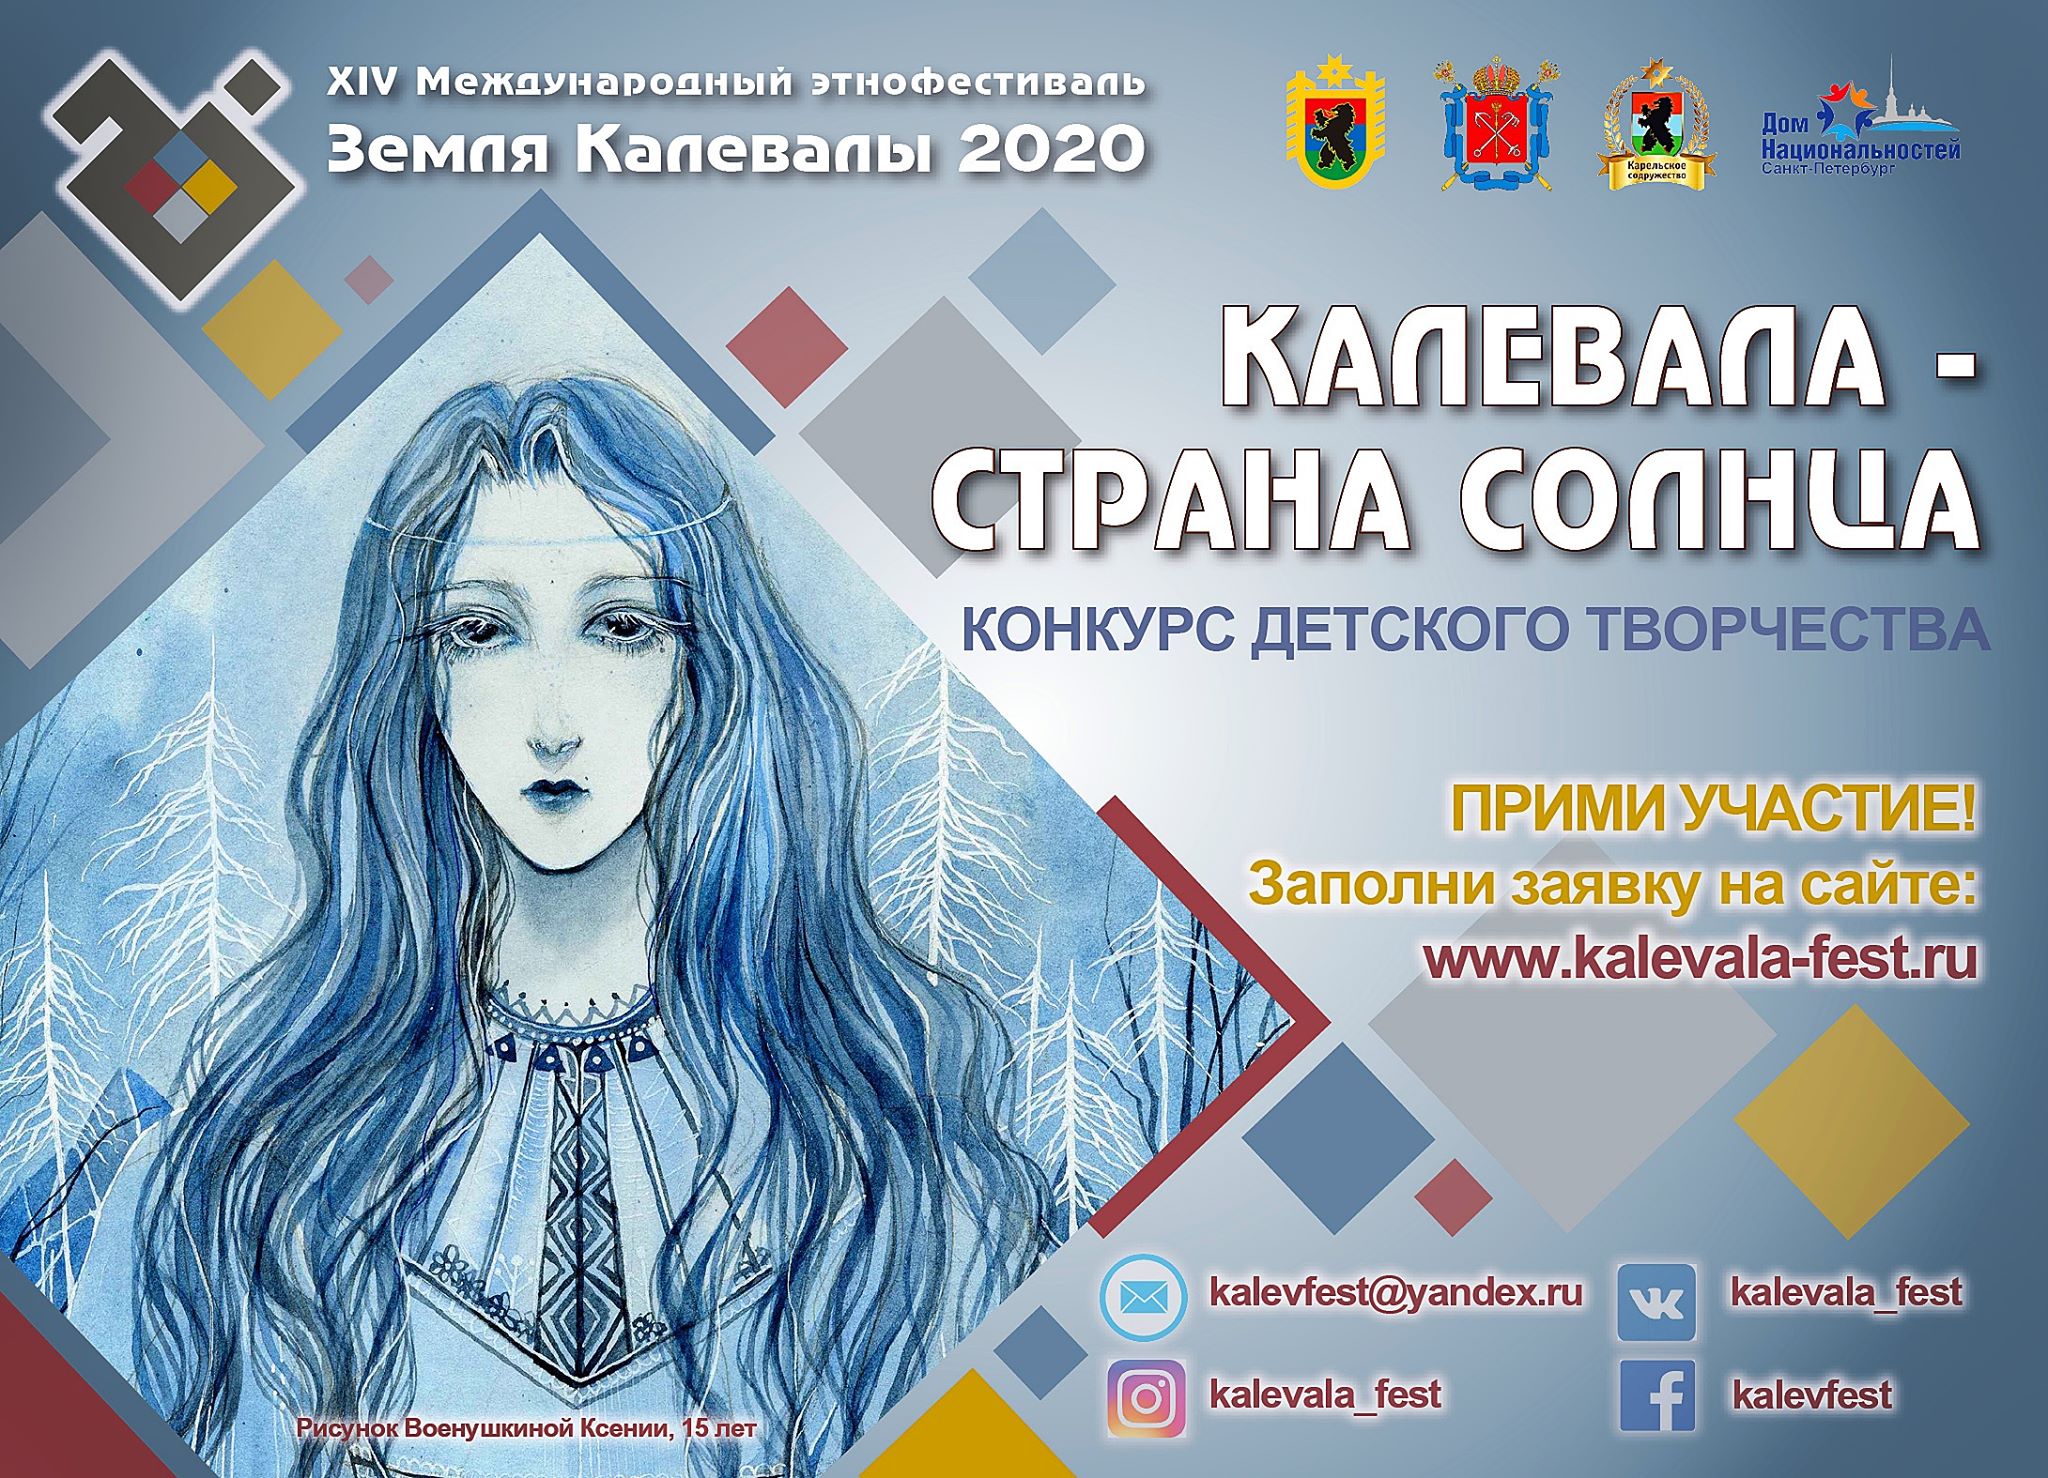 XIV Международный этнофестиваль
Земля Калевалы 2020
Карельское
содружество
Дом
Национальностей
Санкт-Петербург
КАЛЕВАЛА -
СТРАНА СОЛНЦА
КОНКУРС ДЕТСКОГО ТВОРЧЕСТВА
ПРИМИ УЧАСТИЕ!
Заполни заявку на сайте:
www.kalevala-fest.ru
kalevfest@yandex.ru
kalevala_fest
kalevala_fest
kalevfest
Рисунок Военушкиной Ксении, 15 лет